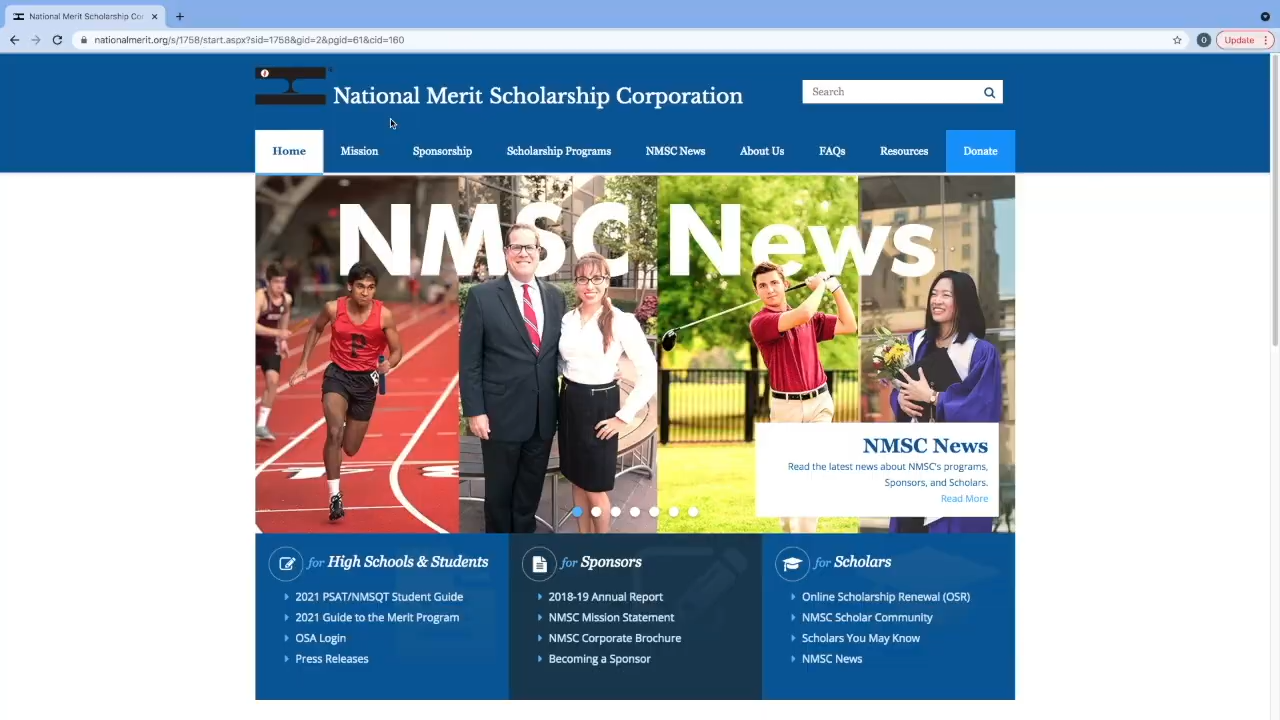 National Merit Scholarship Cor
nationalmerit.org/s/1758/start.aspx?sid=1758&gid=2&pgid=61&cid=160
O
Update
National Merit Scholarship Corporation
Search
Home
Mission
Sponsorship
Scholarship Programs
NMSC News
About Us
FAQs
Resources
Donate
NMSC News
P
NMSC News
Read the latest news about NMSC's programs,
Sponsors, and Scholars.
Read More
for High Schools & Students
2021 PSAT/NMSQT Student Guide
2021 Guide to the Merit Program
OSA Login
Press Releases
for Sponsors
2018-19 Annual Report
NMSC Mission Statement
NMSC Corporate Brochure
Becoming a Sponsor
for Scholars
Online Scholarship Renewal (OSR)
NMSC Scholar Community
Scholars You May Know
NMSC News